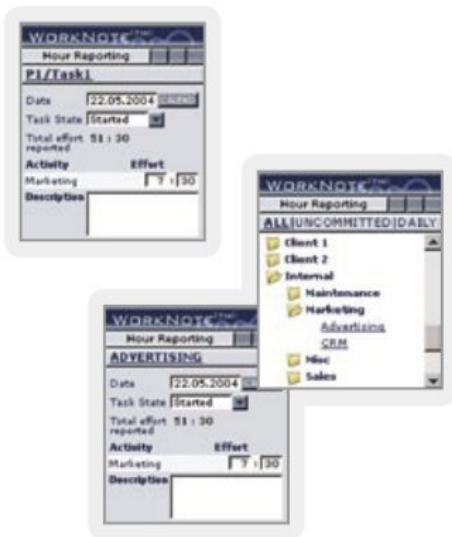 WORKNOTE
Hour Reporting
P1/Task1
Date 22.05.2004
Task State Started
Total effort 51 : 30
reported
Activity Effort
Marketing 7 : 30
Description
WORKNOTE
Hour Reporting
ALL|UNCOMMITTED|DAILY
Client 1
Client 2
Internal
Maintenance
Marketing
Advertising
CRM
Misc
Sales
WORKNOTE
Hour Reporting
ADVERTISING
Date 22.05.2004
Task State Started
Total effort 51 : 30
reported
Activity Effort
Marketing 7 : 30
Description